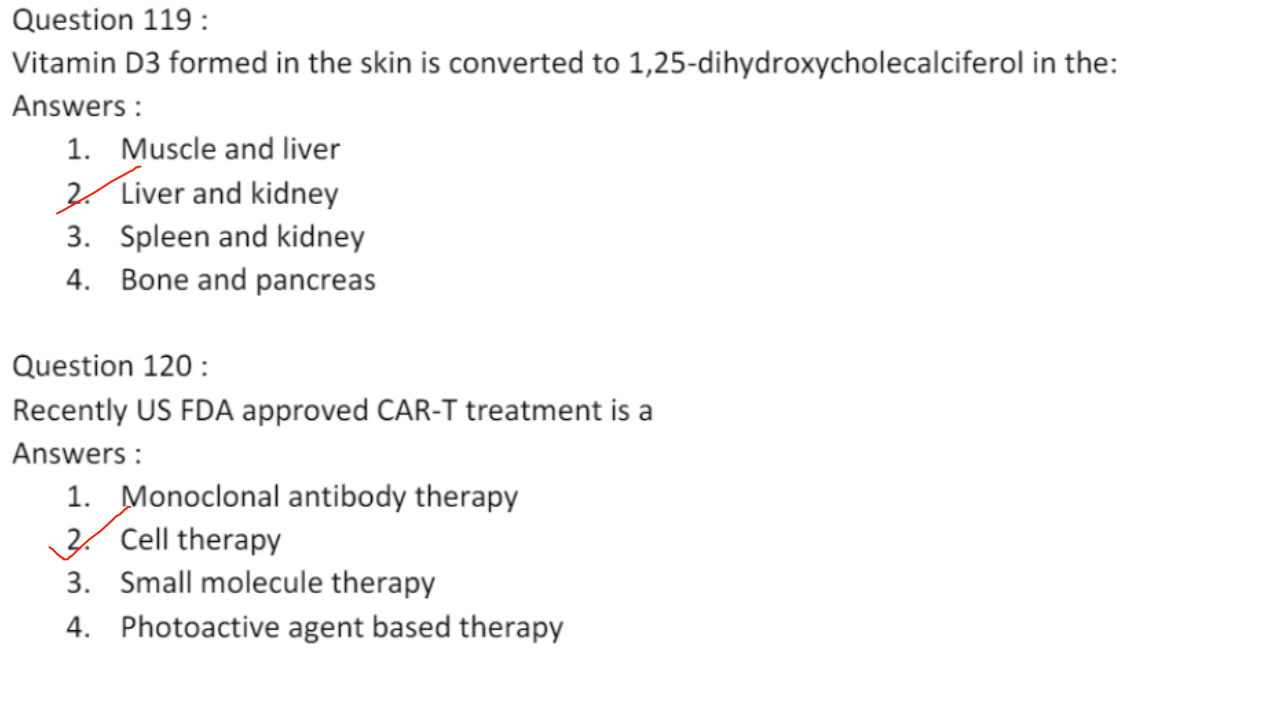 Question 119 :
Vitamin D3 formed in the skin is converted to 1,25-dihydroxycholecalciferol in the:
Answers :
1. Muscle and liver
2. Liver and kidney
3. Spleen and kidney
4. Bone and pancreas
Question 120 :
Recently US FDA approved CAR-T treatment is a
Answers :
1. Monoclonal antibody therapy
2. Cell therapy
3. Small molecule therapy
4. Photoactive agent based therapy